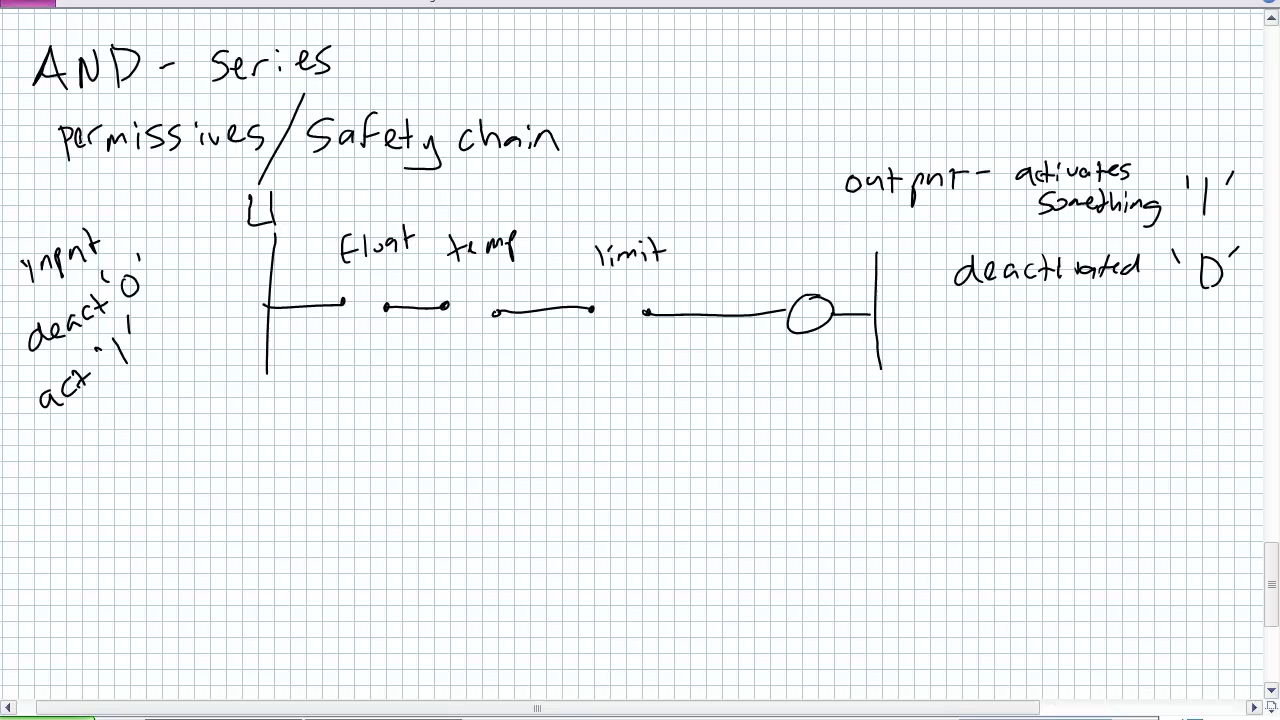 AND - series
permissives / Safety chain
output - activates
something '1'
deactivated '0'
float temp limit
input
deact '0'
act '1'